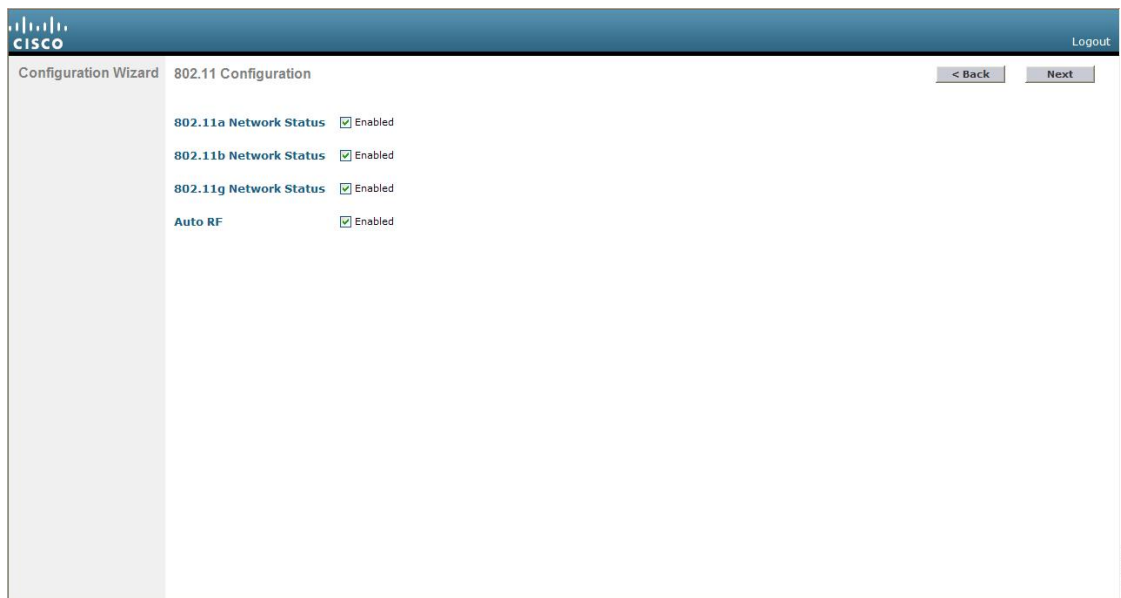 CISCO
Logout
Configuration Wizard
802.11 Configuration
< Back
Next
802.11a Network Status Enabled
802.11b Network Status Enabled
802.11g Network Status Enabled
Auto RF Enabled